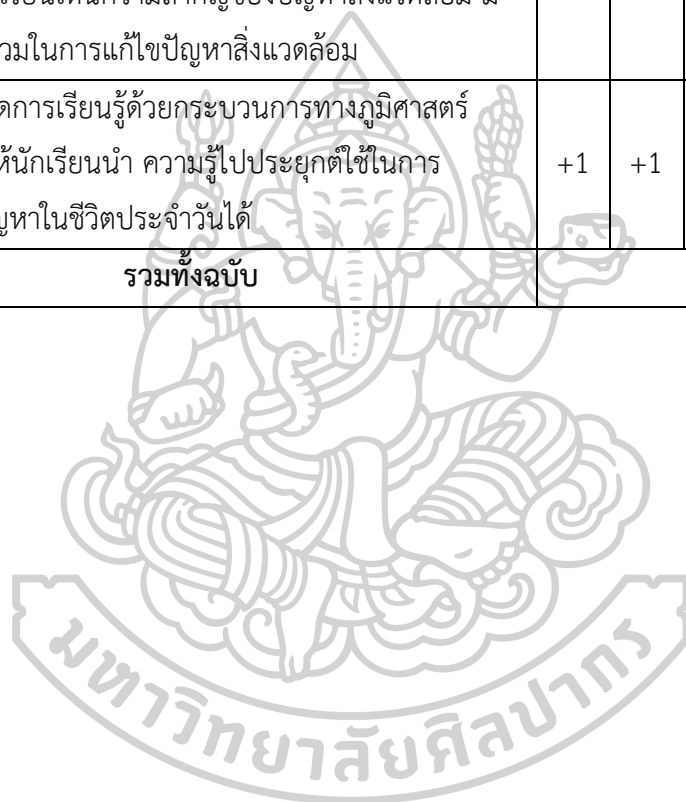 วมในการแก้ไขปัญหาสิ่งแวดล้อม
ดการเรียนรู้ด้วยกระบวนการทางภูมิศาสตร์
ห้นักเรียนนำ ความรู้ไปประยุกต์ใช้ในการ +1 +1
ญหาในชีวิตประจำวันได้
รวมทั้งฉบับ
มหาวิทยาลัยศิลปากร